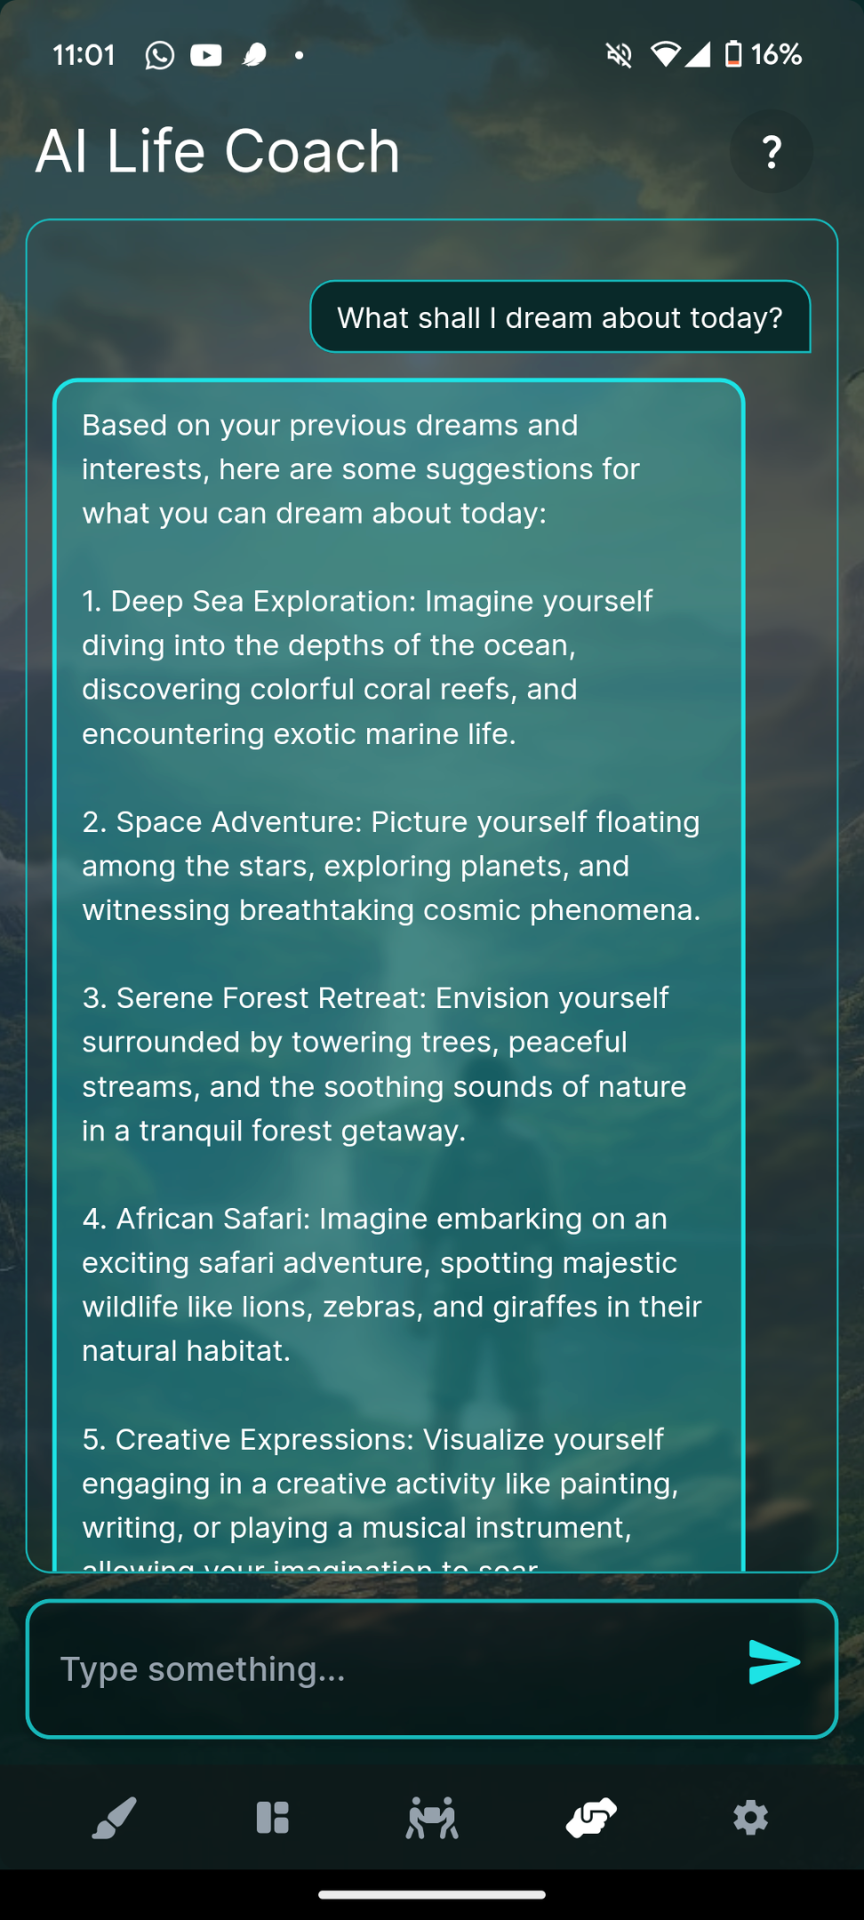 11:01
16%
AI Life Coach
?
What shall I dream about today?
Based on your previous dreams and
interests, here are some suggestions for
what you can dream about today:
1. Deep Sea Exploration: Imagine yourself
diving into the depths of the ocean,
discovering colorful coral reefs, and
encountering exotic marine life.
2. Space Adventure: Picture yourself floating
among the stars, exploring planets, and
witnessing breathtaking cosmic phenomena.
3. Serene Forest Retreat: Envision yourself
surrounded by towering trees, peaceful
streams, and the soothing sounds of nature
in a tranquil forest getaway.
4. African Safari: Imagine embarking on an
exciting safari adventure, spotting majestic
wildlife like lions, zebras, and giraffes in their
natural habitat.
5. Creative Expressions: Visualize yourself
engaging in a creative activity like painting,
writing, or playing a musical instrument,
allowing your imagination to soar
Type something...